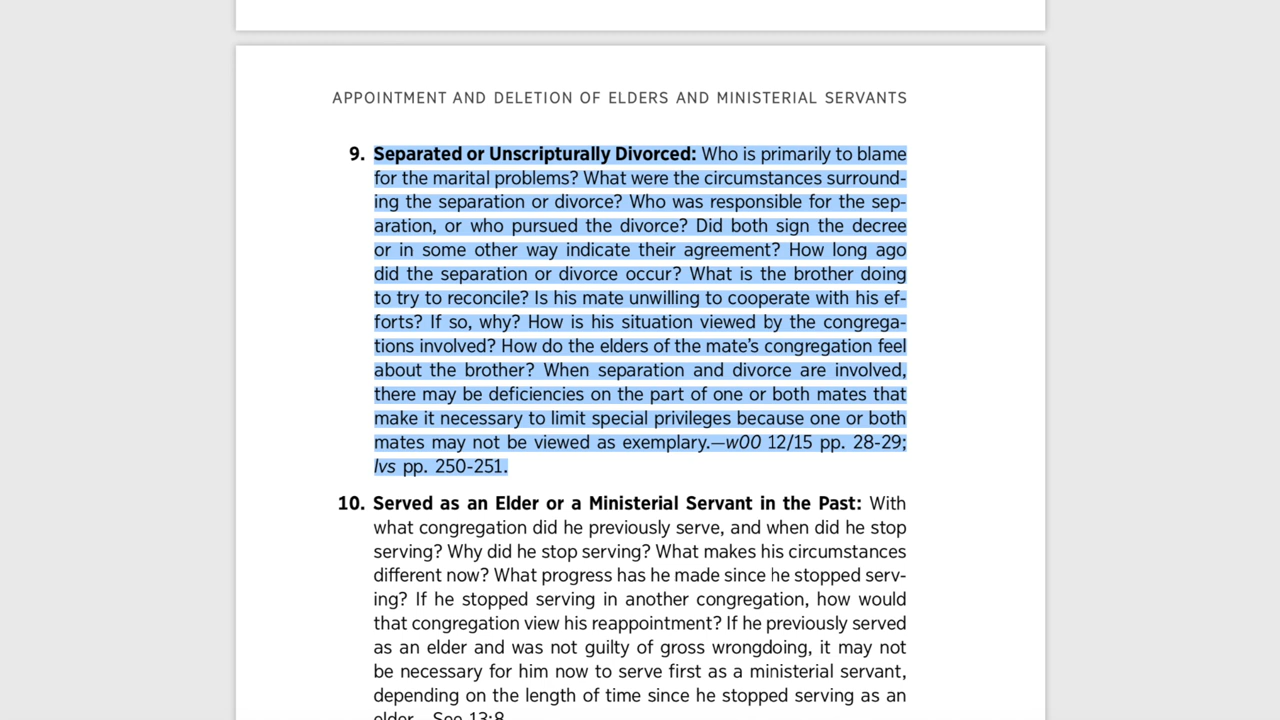 APPOINTMENT AND DELETION OF ELDERS AND MINISTERIAL SERVANTS
9. Separated or Unscripturally Divorced: Who is primarily to blame
for the marital problems? What were the circumstances surround-
ing the separation or divorce? Who was responsible for the sep-
aration, or who pursued the divorce? Did both sign the decree
or in some other way indicate their agreement? How long ago
did the separation or divorce occur? What is the brother doing
to try to reconcile? Is his mate unwilling to cooperate with his ef-
forts? If so, why? How is his situation viewed by the congrega-
tions involved? How do the elders of the mate's congregation feel
about the brother? When separation and divorce are involved,
there may be deficiencies on the part of one or both mates that
make it necessary to limit special privileges because one or both
mates may not be viewed as exemplary.—w00 12/15 pp. 28-29;
lvs pp. 250-251.
10. Served as an Elder or a Ministerial Servant in the Past: With
what congregation did he previously serve, and when did he stop
serving? Why did he stop serving? What makes his circumstances
different now? What progress has he made since he stopped serv-
ing? If he stopped serving in another congregation, how would
that congregation view his reappointment? If he previously served
as an elder and was not guilty of gross wrongdoing, it may not
be necessary for him now to serve first as a ministerial servant,
depending on the length of time since he stopped serving as an
elder.—See 13:8.